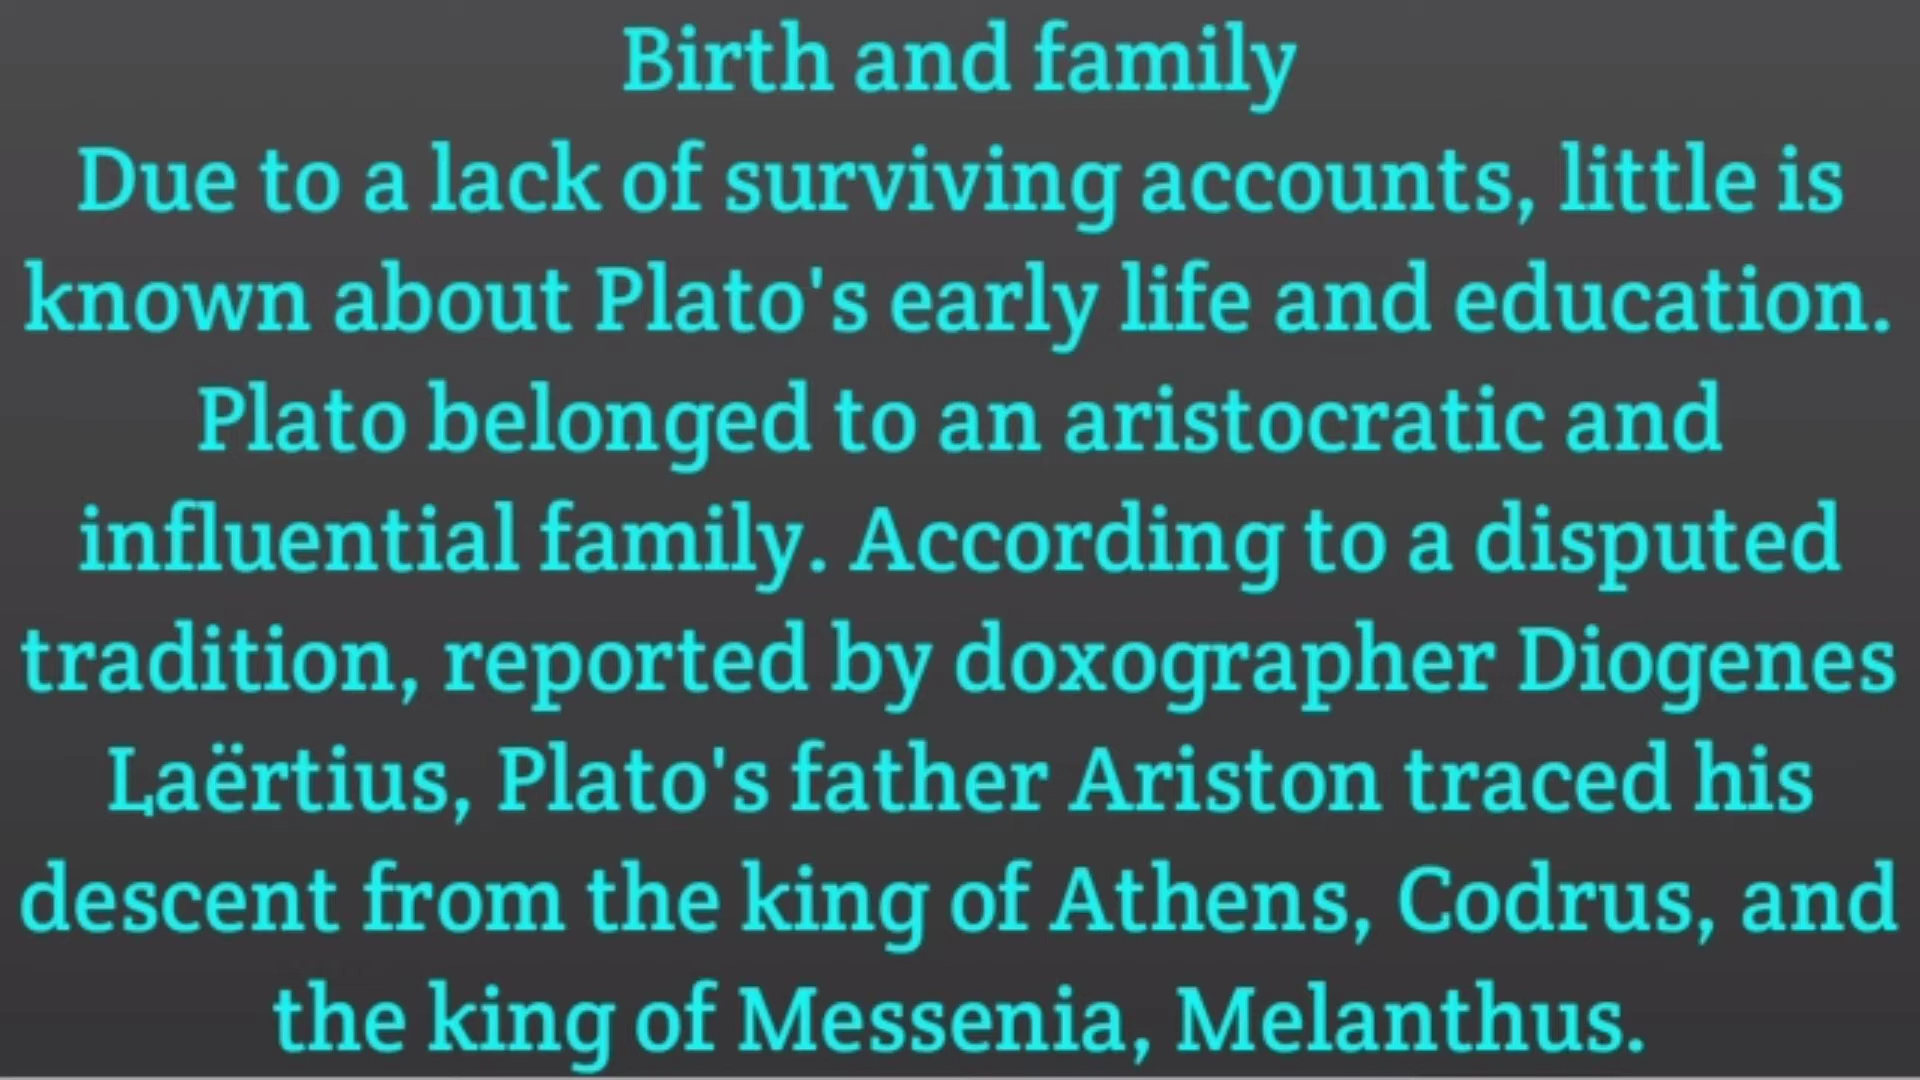 Birth and family
Due to a lack of surviving accounts, little is
known about Plato's early life and education.
Plato belonged to an aristocratic and
influential family. According to a disputed
tradition, reported by doxographer Diogenes
Laërtius, Plato's father Ariston traced his
descent from the king of Athens, Codrus, and
the king of Messenia, Melanthus.